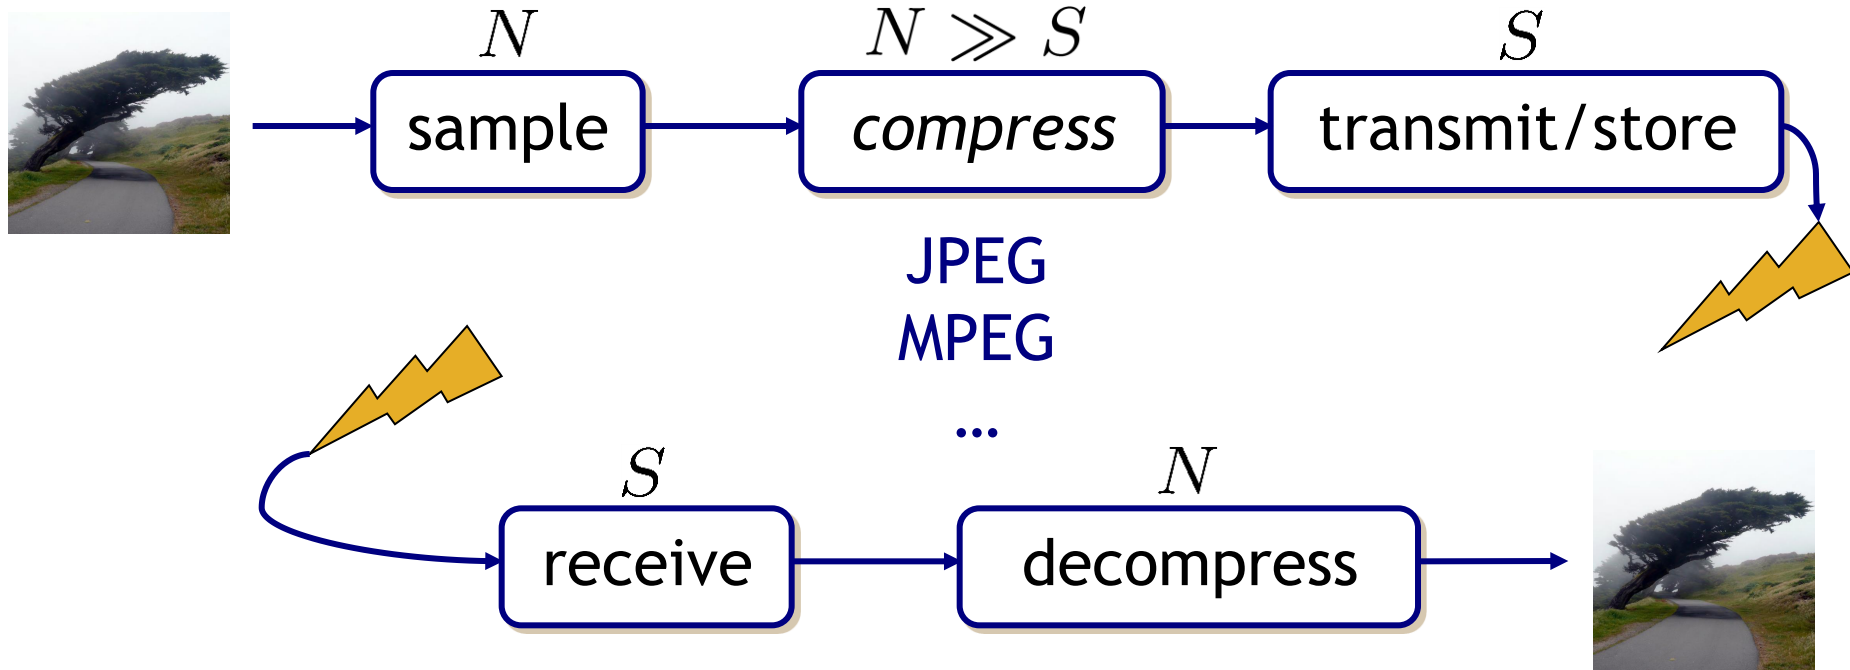 N
N ≫ S
S
sample
compress
transmit/store
JPEG
MPEG
...
S
N
receive
decompress